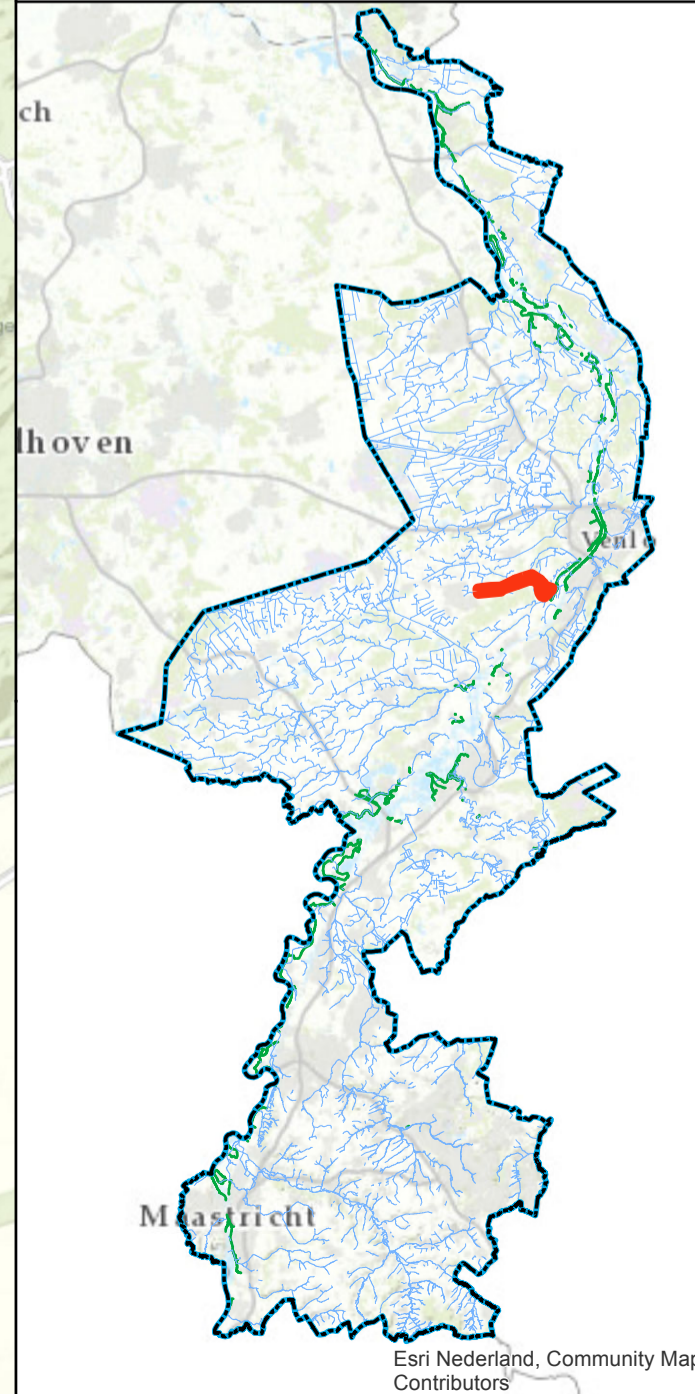 ch
lhoven
Venlo
Maastricht
Esri Nederland, Community Map
Contributors